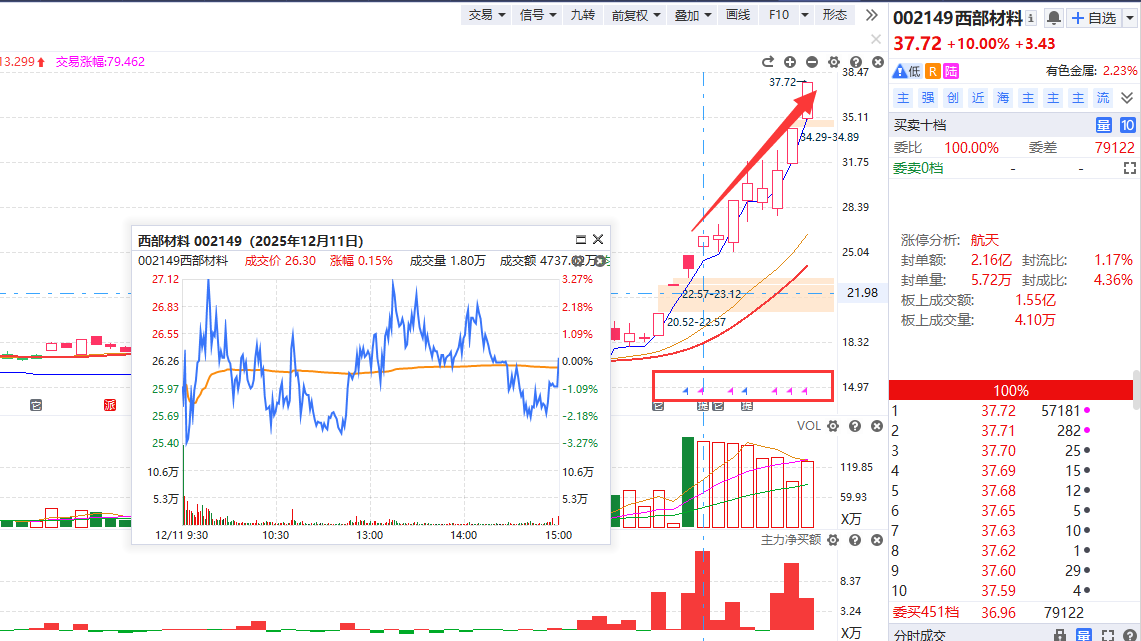 交易 信号 九转 前复权 叠加 画线 F10 形态
13.299 交易涨幅:79.462
38.47
37.72
35.11
34.29-34.89
31.75
28.39
25.04
22.57-23.12
21.98
20.52-22.57
18.32
14.97
派
VOL
119.85
59.93
X万
主力净买额
8.37
3.24
X万
西部材料 002149（2025年12月11日）
002149西部材料 成交价 26.30 涨幅 0.15% 成交量 1.80万 成交额 4737.02万
27.12 3.27%
26.83 2.18%
26.55 1.09%
26.26 0.00%
25.97 -1.09%
25.69 -2.18%
25.40 -3.27%
10.6万 10.6万
5.3万 5.3万
12/11 9:30 10:30 13:00 14:00 15:00
002149西部材料 自选
37.72 +10.00% +3.43
低 R 陆 有色金属: 2.23%
主 强 创 近 海 主 主 主 流
买卖十档 量 10
委比 100.00% 委差 79122
委卖0档 - -
涨停分析: 航天
封单额: 2.16亿 封流比: 1.17%
封单量: 5.72万 封成比: 4.36%
板上成交额: 1.55亿
板上成交量: 4.10万
100%
1 37.72 57181
2 37.71 282
3 37.70 25
4 37.69 15
5 37.68 12
6 37.65 5
7 37.63 10
8 37.62 1
9 37.60 29
10 37.59 4
委买451档 36.96 79122
分时成交 量